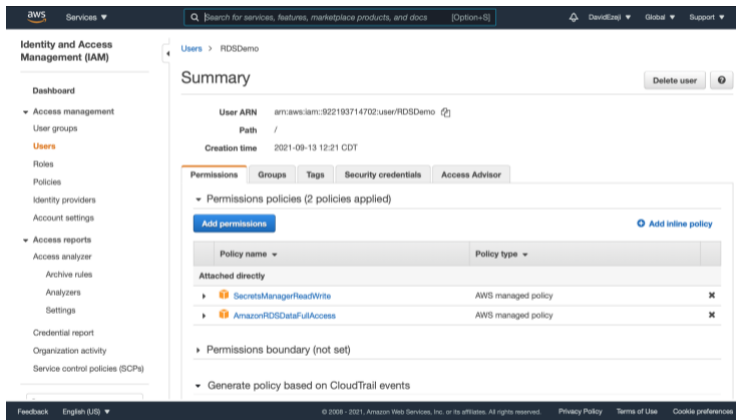 aws
Services ▼
Search for services, features, marketplace products, and docs [Option+S]
Global ▼
Support ▼
Identity and Access Management (IAM)
Dashboard
Access management
User groups
Users
Roles
Policies
Identity providers
Account settings
Access reports
Access analyzer
Archive rules
Analyzers
Settings
Credential report
Organization activity
Service control policies (SCPs)
Users > RDSDemo
Summary
Delete user
User ARN arn:aws:iam::922193714702:user/RDSDemo
Path /
Creation time 2021-09-13 12:21 CDT
Permissions Groups Tags Security credentials Access Advisor
Permissions policies (2 policies applied)
Add permissions
Add inline policy
Policy name Policy type
Attached directly
SecretsManagerReadWrite AWS managed policy
AmazonRDSDataFullAccess AWS managed policy
Permissions boundary (not set)
Generate policy based on CloudTrail events
Feedback English (US) ▼ © 2008 - 2021, Amazon Web Services, Inc. or its affiliates. All rights reserved. Privacy Policy Terms of Use Cookie preferences